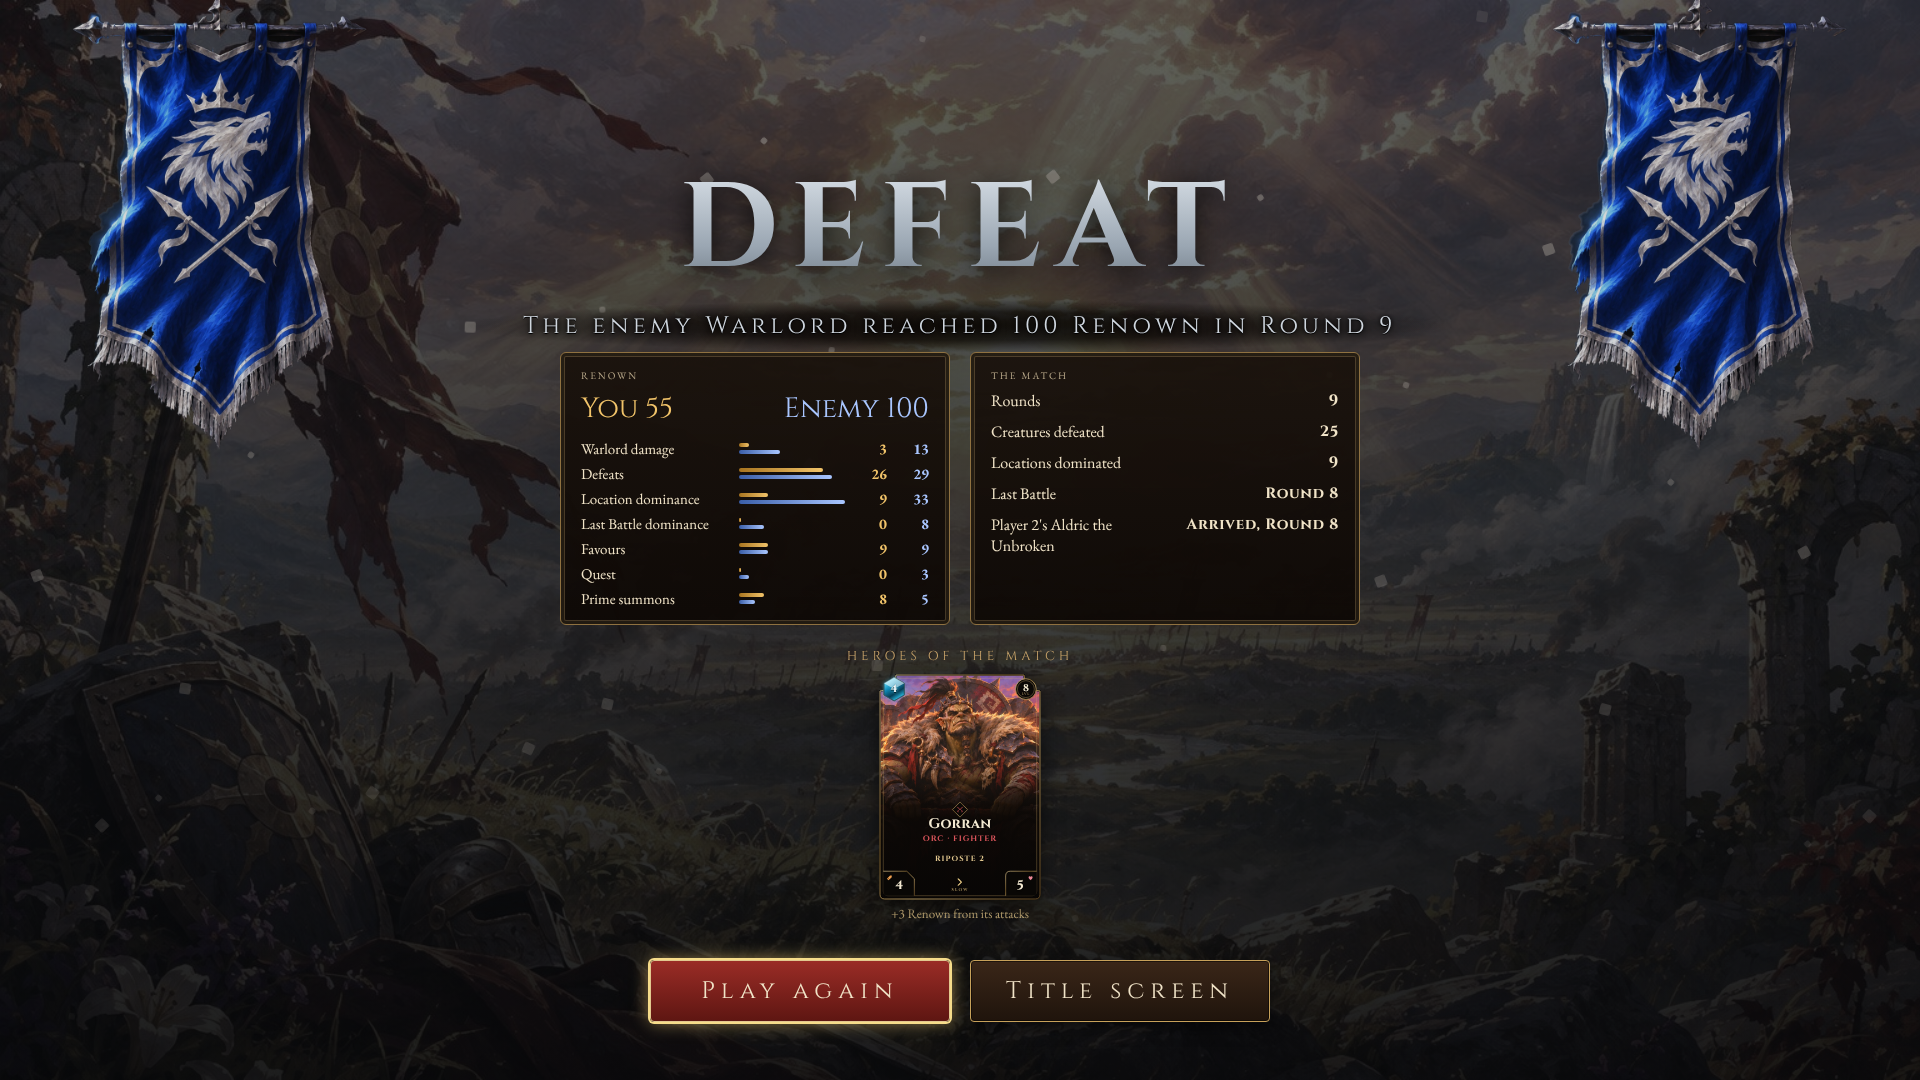 DEFEAT
The enemy Warlord reached 100 Renown in Round 9
RENOWN
You 55 Enemy 100
Warlord damage 3 13
Defeats 26 29
Location dominance 9 33
Last Battle dominance 0 8
Favours 9 9
Quest 0 3
Prime summons 8 5
THE MATCH
Rounds 9
Creatures defeated 25
Locations dominated 9
Last Battle Round 8
Player 2's Aldric the Unbroken Arrived, Round 8
HEROES OF THE MATCH
4 8
Gorran
ORC · FIGHTER
RIPOSTE 2
4 SLOW 5
+3 Renown from its attacks
Play again
Title screen